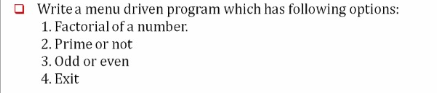 Write a menu driven program which has following options:
1. Factorial of a number.
2. Prime or not
3. Odd or even
4. Exit